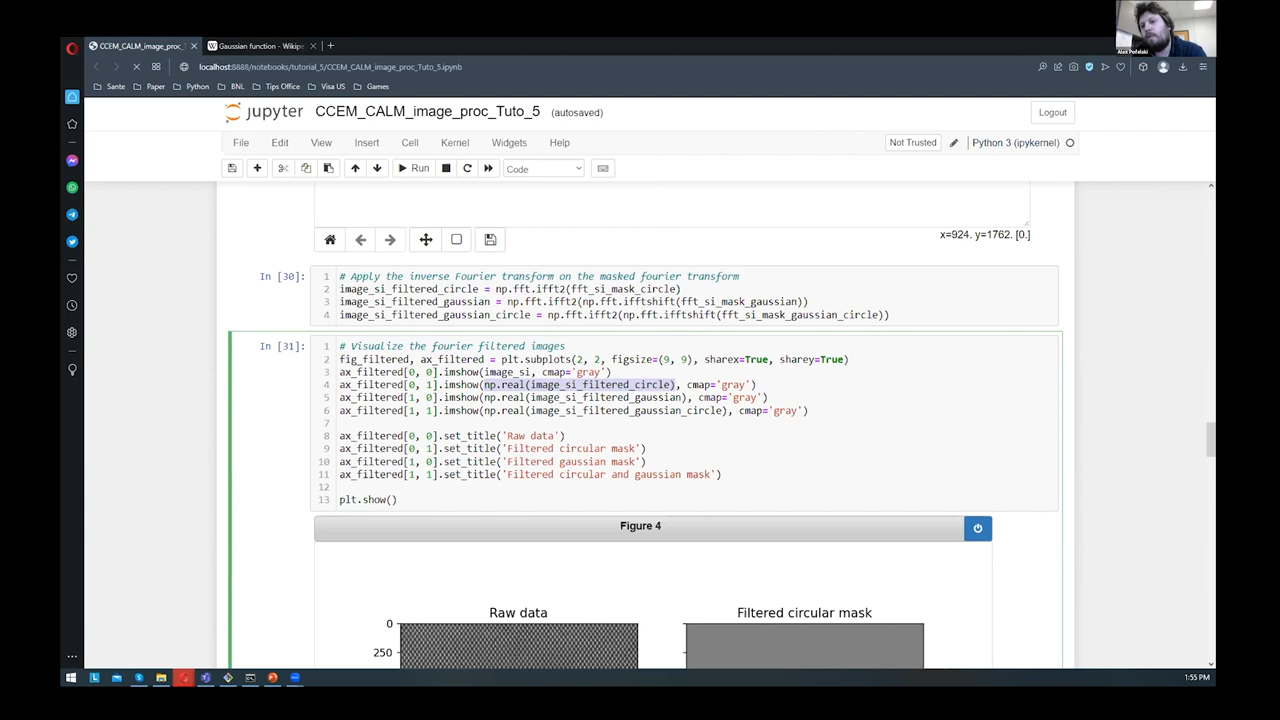 CCEM_CALM_image_proc_
Gaussian function - Wikipe
Alex Pofelski
localhost:8888/notebooks/tutorial_5/CCEM_CALM_image_proc_Tuto_5.ipynb
Sante Paper Python BNL Tips Office Visa US Games
jupyter CCEM_CALM_image_proc_Tuto_5 (autosaved) Logout
File Edit View Insert Cell Kernel Widgets Help Not Trusted Python 3 (ipykernel)
Run Code
x=924. y=1762. [0.]
In [30]: 1 # Apply the inverse Fourier transform on the masked fourier transform
2 image_si_filtered_circle = np.fft.ifft2(fft_si_mask_circle)
3 image_si_filtered_gaussian = np.fft.ifft2(np.fft.ifftshift(fft_si_mask_gaussian))
4 image_si_filtered_gaussian_circle = np.fft.ifft2(np.fft.ifftshift(fft_si_mask_gaussian_circle))
In [31]: 1 # Visualize the fourier filtered images
2 fig_filtered, ax_filtered = plt.subplots(2, 2, figsize=(9, 9), sharex=True, sharey=True)
3 ax_filtered[0, 0].imshow(image_si, cmap='gray')
4 ax_filtered[0, 1].imshow(np.real(image_si_filtered_circle), cmap='gray')
5 ax_filtered[1, 0].imshow(np.real(image_si_filtered_gaussian), cmap='gray')
6 ax_filtered[1, 1].imshow(np.real(image_si_filtered_gaussian_circle), cmap='gray')
7
8 ax_filtered[0, 0].set_title('Raw data')
9 ax_filtered[0, 1].set_title('Filtered circular mask')
10 ax_filtered[1, 0].set_title('Filtered gaussian mask')
11 ax_filtered[1, 1].set_title('Filtered circular and gaussian mask')
12
13 plt.show()
Figure 4
Raw data Filtered circular mask
0
250
1:55 PM